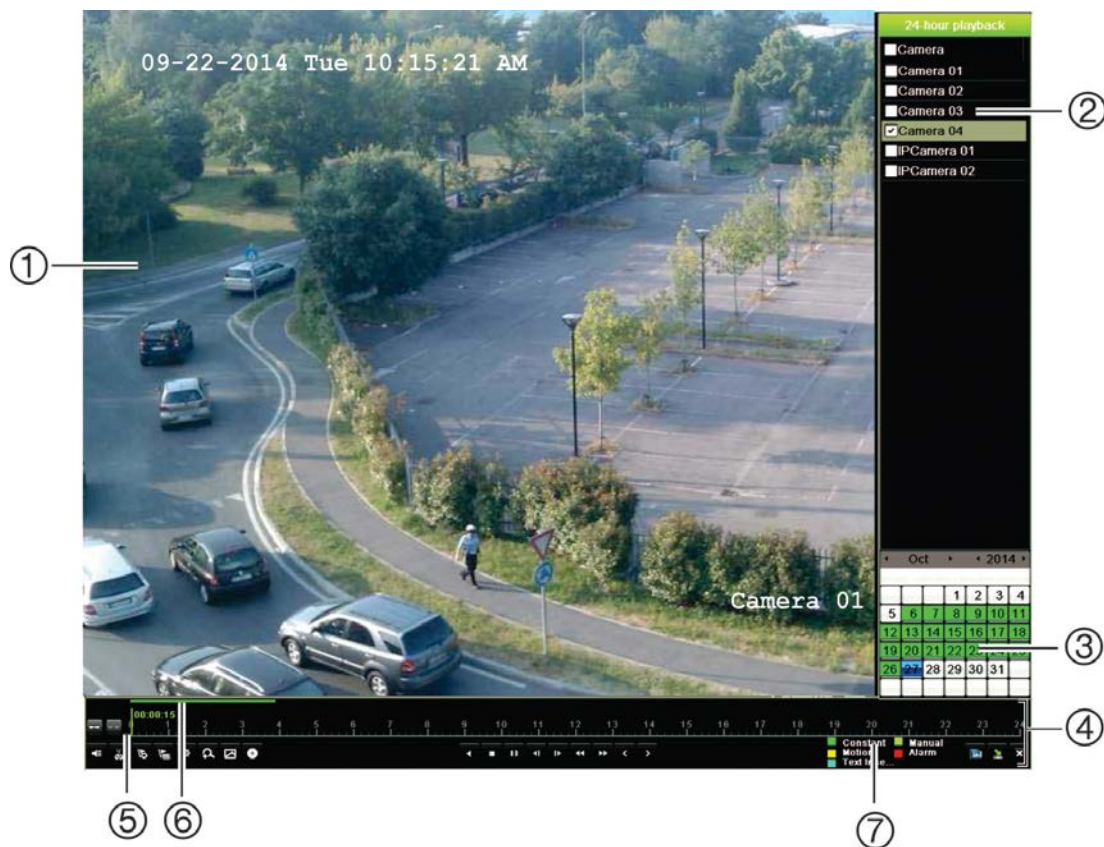 24-hour playback
09-22-2014 Tue 10:15:21 AM
Camera
Camera 01
Camera 02
Camera 03
②
Camera 04
IPCamera 01
IPCamera 02
①
Oct 2014
Camera 01
1 2 3 4
5 6 7 8 9 10 11
12 13 14 15 16 17 18
③
19 20 21 22 23 24 25
26 27 28 29 30 31
00:00:15
④
1 2 3 4 5 6 7 8 9 10 11 12 13 14 15 16 17 18 19 20 21 22 23 24
Constant Manual
Motion Alarm
Text
⑤ ⑥ ⑦